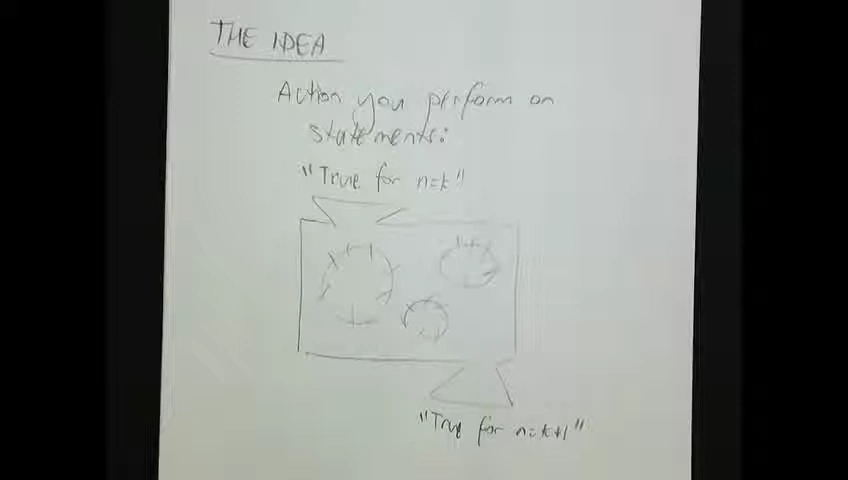 THE IDEA
Action you perform on
statements:
"True for n=k"
"True for n=k+1"